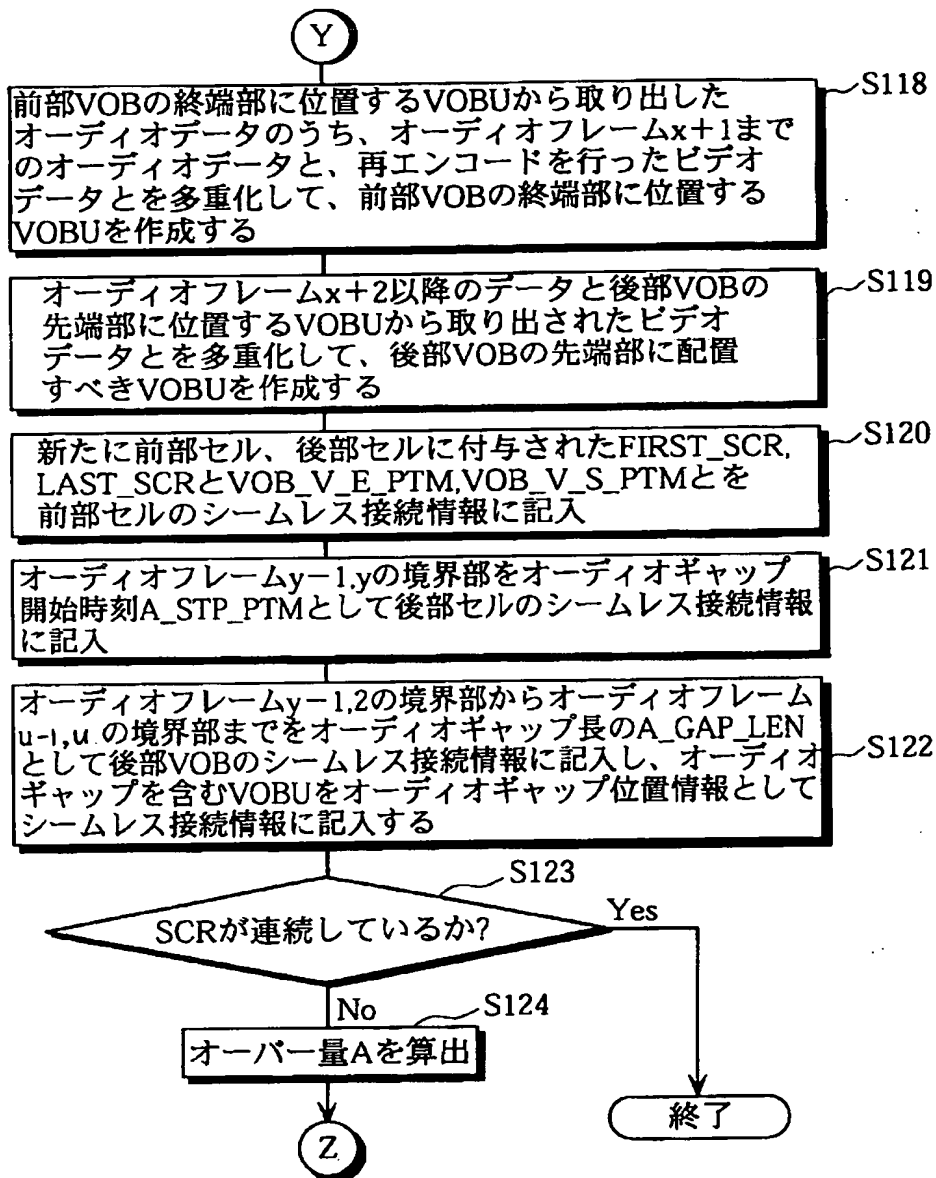 Y
S118
前部VOBの終端部に位置するVOBUから取り出した
オーディオデータのうち、オーディオフレームx+1まで
のオーディオデータと、再エンコードを行ったビデオ
データとを多重化して、前部VOBの終端部に位置する
VOBUを作成する
S119
オーディオフレームx+2以降のデータと後部VOBの
先端部に位置するVOBUから取り出されたビデオ
データとを多重化して、後部VOBの先端部に配置
すべきVOBUを作成する
S120
新たに前部セル、後部セルに付与されたFIRST_SCR,
LAST_SCRとVOB_V_E_PTM,VOB_V_S_PTMとを
前部セルのシームレス接続情報に記入
S121
オーディオフレームy-1,yの境界部をオーディオギャップ
開始時刻A_STP_PTMとして後部セルのシームレス接続情報
に記入
S122
オーディオフレームy-1,2の境界部からオーディオフレーム
u-1,u.の境界部までをオーディオギャップ長のA_GAP_LEN
として後部VOBのシームレス接続情報に記入し、オーディオ
ギャップを含むVOBUをオーディオギャップ位置情報として
シームレス接続情報に記入する
S123
SCRが連続しているか?
Yes
No
S124
オーバー量Aを算出
終了
Z